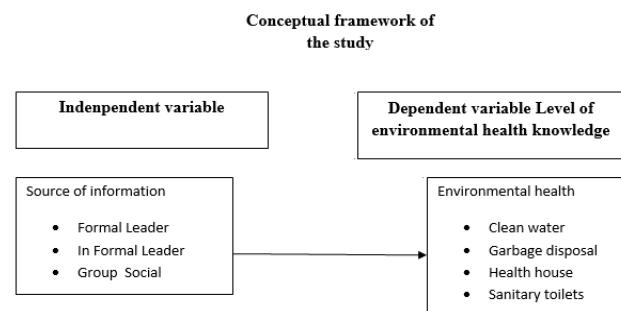 Conceptual framework of
the study
Indenpendent variable
Dependent variable Level of
environmental health knowledge
Source of information
• Formal Leader
• In Formal Leader
• Group Social
Environmental health
• Clean water
• Garbage disposal
• Health house
• Sanitary toilets